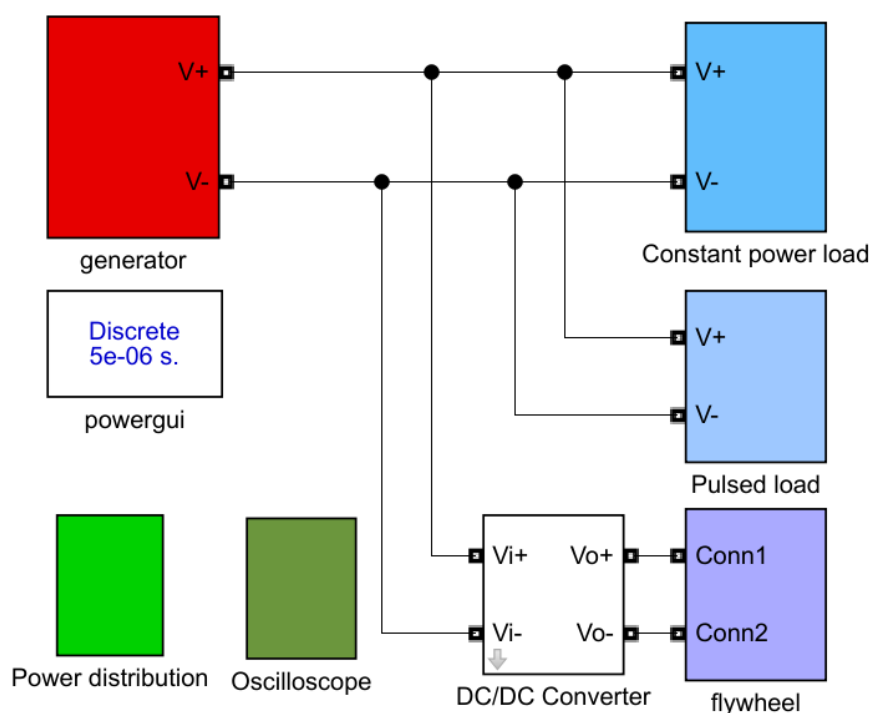 V+
V-
generator
V+
V-
Constant power load
Discrete
5e-06 s.
powergui
V+
V-
Pulsed load
Power distribution
Oscilloscope
Vi+ Vo+
Vi- Vo-
DC/DC Converter
Conn1
Conn2
flywheel